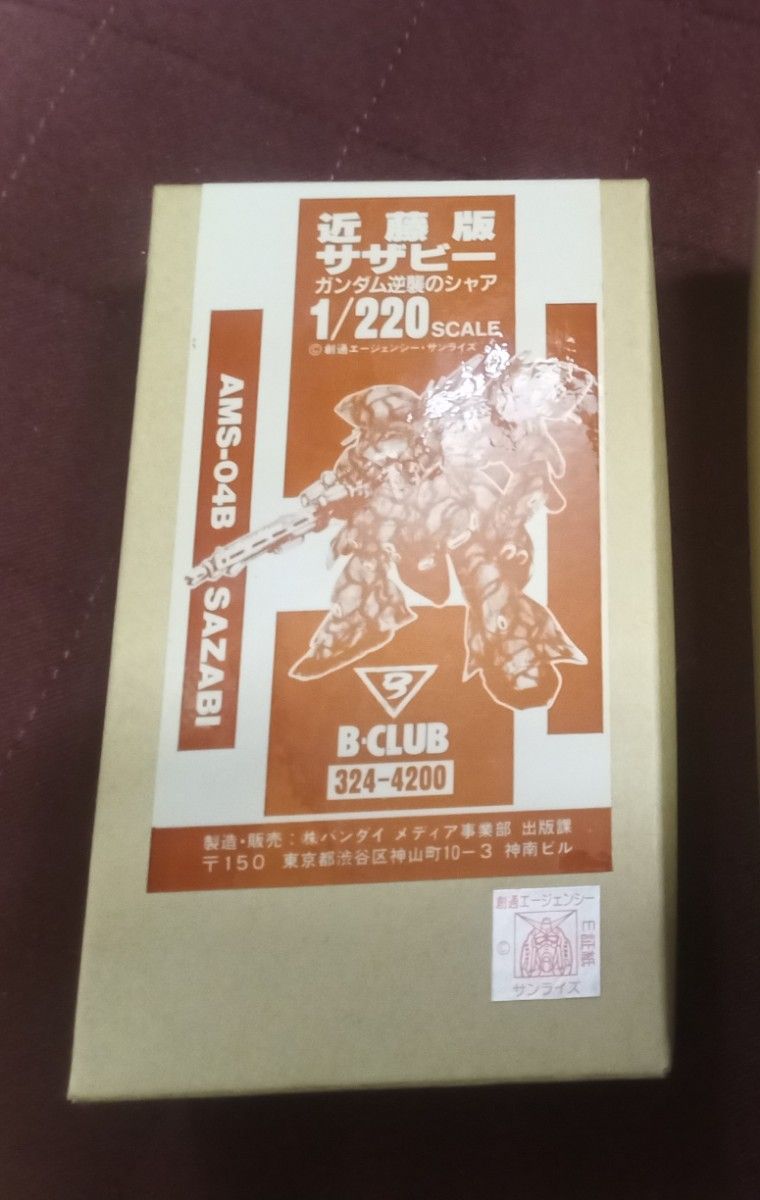 近藤版
サザビー
ガンダム逆襲のシャア
1/220 SCALE
© 創通エージェンシー・サンライズ
AMS-04B SAZABI
B·CLUB
324-4200
製造・販売：㈱バンダイ メディア事業部 出版課
〒150 東京都渋谷区神山町10-3 神南ビル
創通エージェンシー
証紙
©
サンライズ